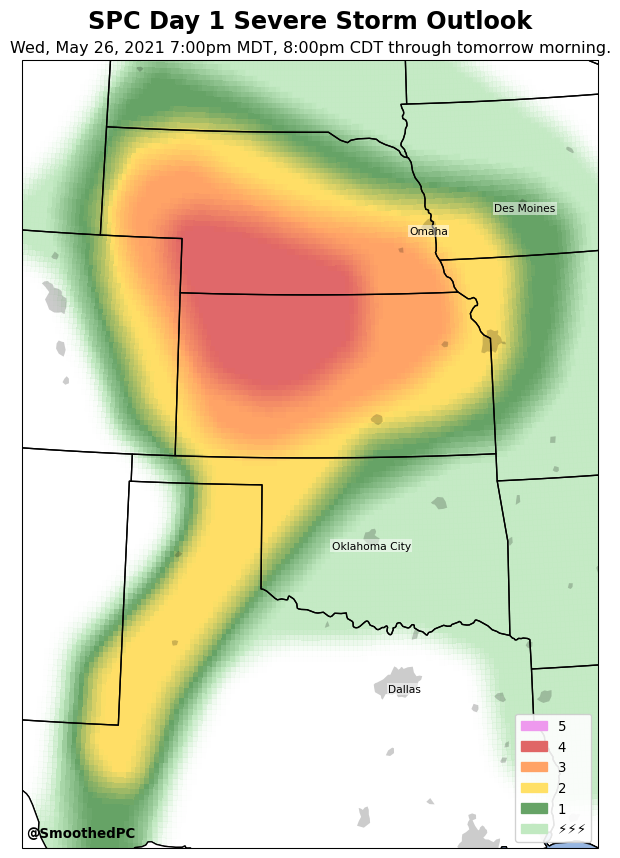 SPC Day 1 Severe Storm Outlook
Wed, May 26, 2021 7:00pm MDT, 8:00pm CDT through tomorrow morning.
Des Moines
Omaha
Oklahoma City
Dallas
5
4
3
2
1
⚡⚡⚡
@SmoothedPC